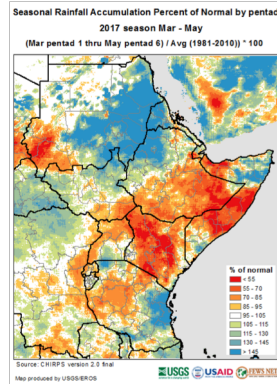 Seasonal Rainfall Accumulation Percent of Normal by pentad
2017 season Mar - May
(Mar pentad 1 thru May pentad 6) / Avg (1981-2010)) * 100
% of normal
< 55
55 - 70
70 - 85
85 - 95
95 - 105
105 - 115
115 - 130
130 - 145
> 145
Source: CHIRPS version 2.0 final
Map produced by USGS/EROS
USGS USAID FEWS NET